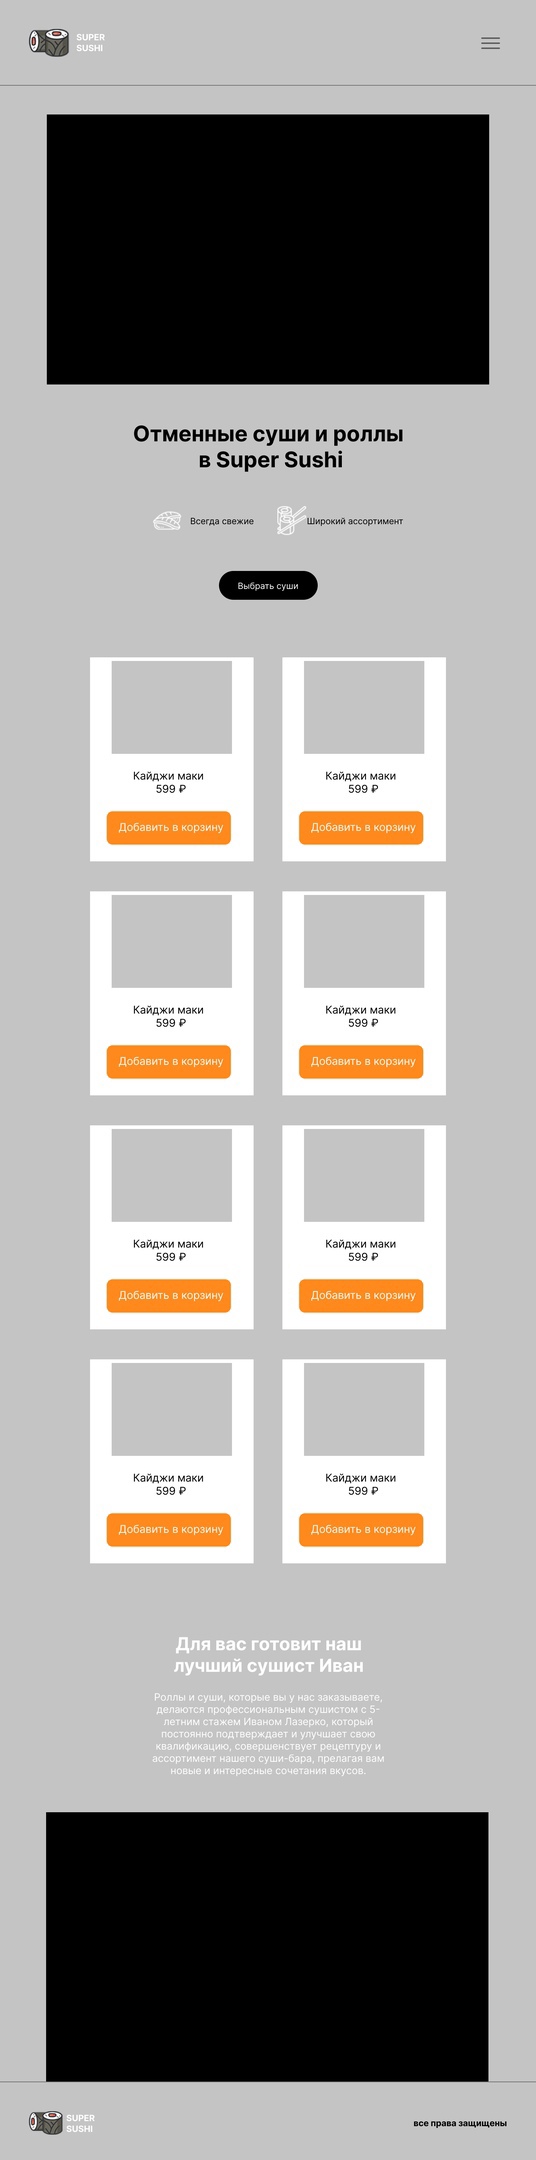 SUPER
SUSHI
Отменные суши и роллы
в Super Sushi
Всегда свежие
Широкий ассортимент
Выбрать суши
Кайджи маки
599 ₽
Добавить в корзину
Кайджи маки
599 ₽
Добавить в корзину
Кайджи маки
599 ₽
Добавить в корзину
Кайджи маки
599 ₽
Добавить в корзину
Кайджи маки
599 ₽
Добавить в корзину
Кайджи маки
599 ₽
Добавить в корзину
Кайджи маки
599 ₽
Добавить в корзину
Кайджи маки
599 ₽
Добавить в корзину
Для вас готовит наш
лучший сушист Иван
Роллы и суши, которые вы у нас заказываете,
делаются профессиональным сушистом с 5-
летним стажем Иваном Лазерко, который
постоянно подтверждает и улучшает свою
квалификацию, совершенствует рецептуру и
ассортимент нашего суши-бара, прелагая вам
новые и интересные сочетания вкусов.
SUPER
SUSHI
все права защищены